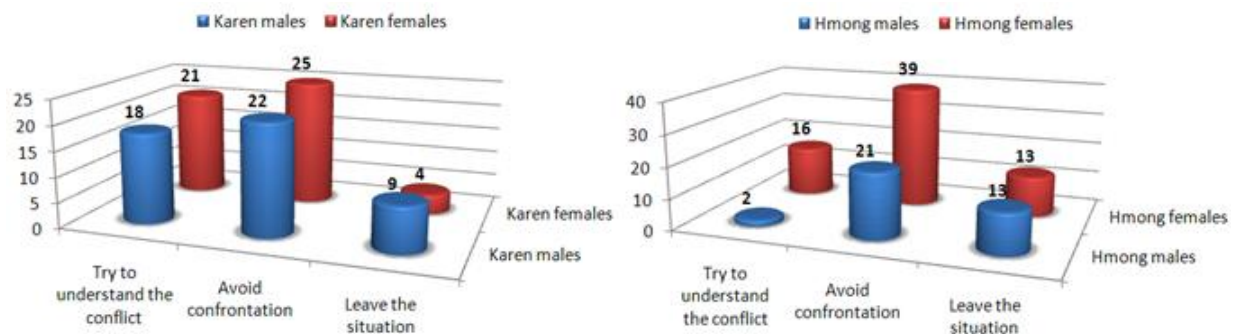 Karen males Karen females
25
20
15
10
5
0
18
21
22
25
9
4
Karen females
Karen males
Try to
understand the
conflict
Avoid
confrontation
Leave the
situation
Hmong males Hmong females
40
30
20
10
0
2
16
21
39
13
13
Hmong females
Hmong males
Try to
understand
the conflict
Avoid
confrontation
Leave the
situation